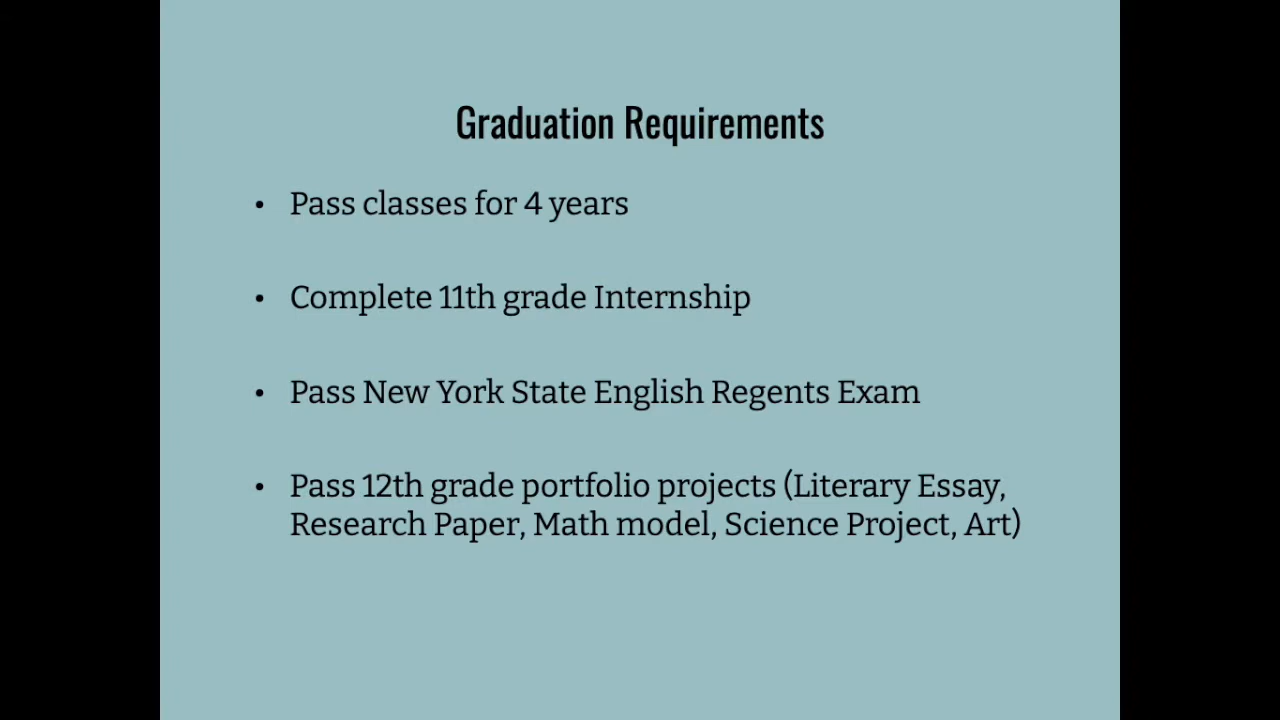 Graduation Requirements
• Pass classes for 4 years
• Complete 11th grade Internship
• Pass New York State English Regents Exam
• Pass 12th grade portfolio projects (Literary Essay,
Research Paper, Math model, Science Project, Art)